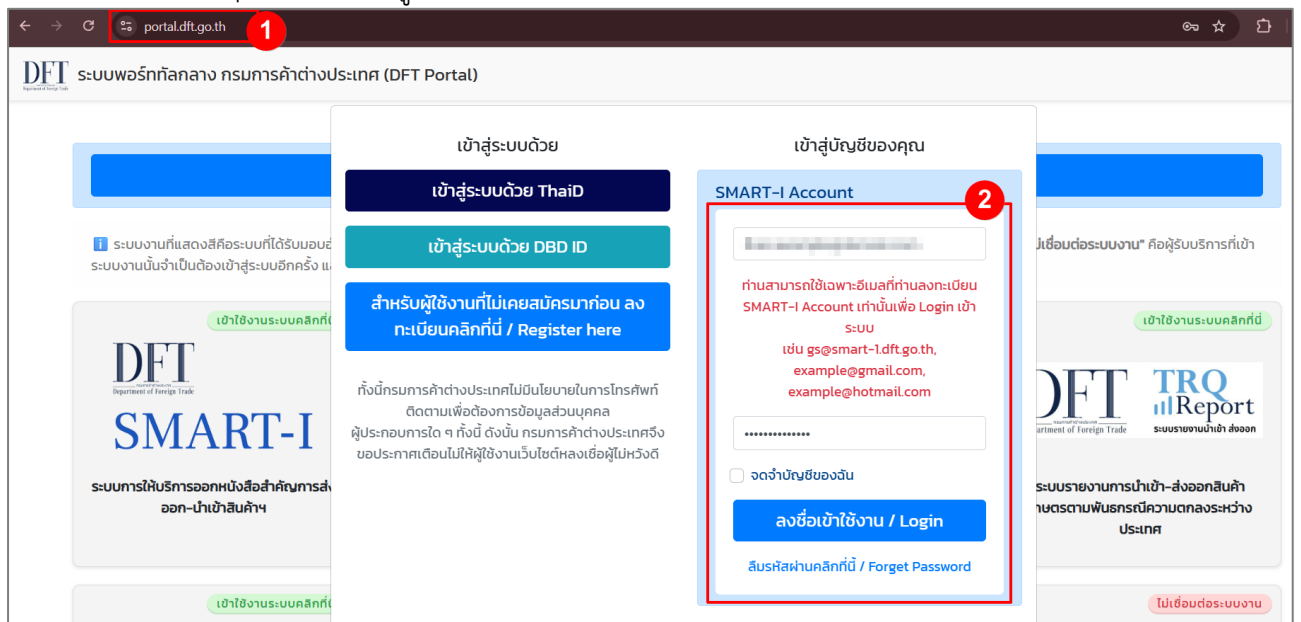 portal.dft.go.th
1
DFT
Department of Foreign Trade
ระบบพอร์ททัลกลาง กรมการค้าต่างประเทศ (DFT Portal)
เข้าสู่ระบบด้วย
เข้าสู่ระบบด้วย ThaiD
เข้าสู่ระบบด้วย DBD ID
สำหรับผู้ใช้งานที่ไม่เคยสมัครมาก่อน ลง
ทะเบียนคลิกที่นี่ / Register here
ทั้งนี้กรมการค้าต่างประเทศไม่มีนโยบายในการโทรศัพท์
ติดตามเพื่อต้องการข้อมูลส่วนบุคคล
ผู้ประกอบการใด ๆ ทั้งนี้ ดังนั้น กรมการค้าต่างประเทศจึง
ขอประกาศเตือนไม่ให้ผู้ใช้งานเว็บไซต์หลงเชื่อผู้ไม่หวังดี
เข้าสู่บัญชีของคุณ
SMART-I Account
2
ท่านสามารถใช้เฉพาะอีเมลที่ท่านลงทะเบียน
SMART-I Account เท่านั้นเพื่อ Login เข้า
ระบบ
เช่น gs@smart-1.dft.go.th,
example@gmail.com,
example@hotmail.com
จดจำบัญชีของฉัน
ลงชื่อเข้าใช้งาน / Login
ลืมรหัสผ่านคลิกที่นี้ / Forget Password
ระบบงานที่แสดงสีคือระบบที่ได้รับมอบ
ระบบงานนั้นจำเป็นต้องเข้าสู่ระบบอีกครั้ง
เชื่อมต่อระบบงาน" คือผู้รับบริการที่เข้า
เข้าใช้งานระบบคลิกที่
DFT
Department of Foreign Trade
SMART-I
ระบบการให้บริการออกหนังสือสำคัญการส่ง
ออก-นำเข้าสินค้าฯ
เข้าใช้งานระบบคลิกที่นี่
DFT
artment of Foreign Trade
TRQ
Report
ระบบรายงานนำเข้า ส่งออก
ระบบรายงานการนำเข้า-ส่งออกสินค้า
กษตรตามพันธกรณีความตกลงระหว่าง
ประเทศ
เข้าใช้งานระบบคลิกที่
ไม่เชื่อมต่อระบบงาน